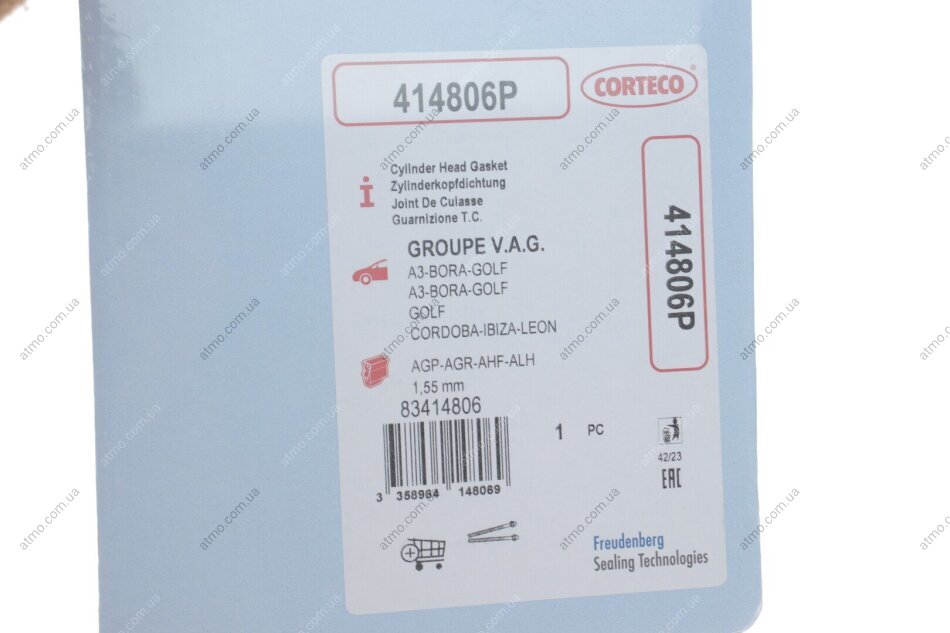 414806P
CORTECO
Cylinder Head Gasket
Zylinderkopfdichtung
Joint De Culasse
Guarnizione T.C.
GROUPE V.A.G.
A3-BORA-GOLF
A3-BORA-GOLF
GOLF
CORDOBA-IBIZA-LEON
AGP-AGR-AHF-ALH
1,55 mm
83414806
3 358964 148069
1 PC
42/23
EAC
414806P
Freudenberg
Sealing Technologies
atmo.com.ua